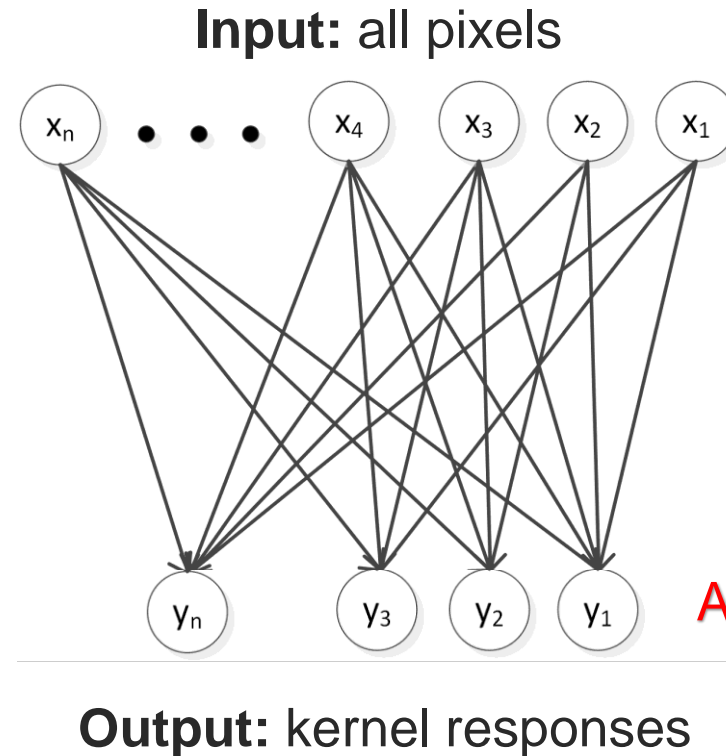 Input: all pixels
xₙ • • • x₄ x₃ x₂ x₁
yₙ y₃ y₂ y₁ A
Output: kernel responses